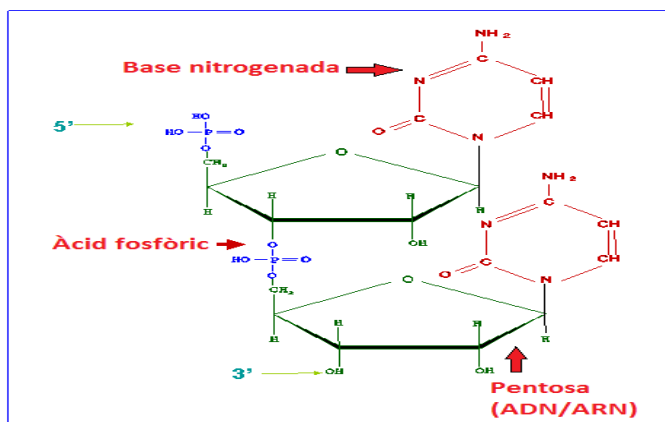 NH2
Base nitrogenada
C
N
CH
5'
HO
C
CH
HO
P
O
O
N
O
CH2
O
NH2
H
H
H
H
C
Àcid fosfòric
O
OH
N
CH
HO
P
O
C
CH
O
O
N
CH2
O
H
H
H
H
3'
OH
OH
Pentosa
(ADN/ARN)